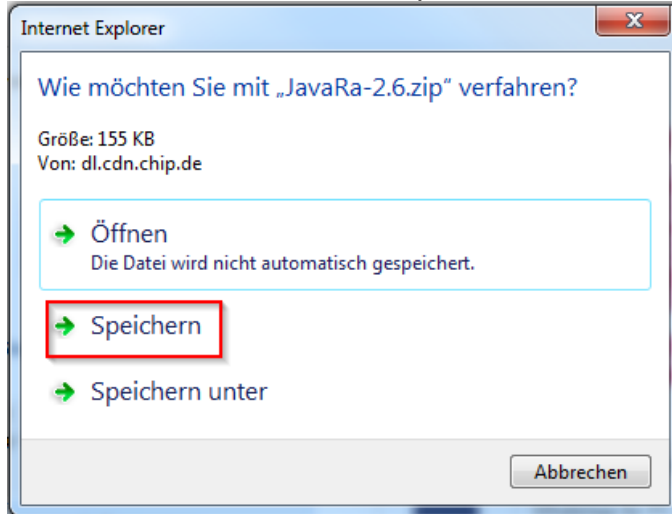 Internet Explorer
Wie möchten Sie mit „JavaRa-2.6.zip“ verfahren?
Größe: 155 KB
Von: dl.cdn.chip.de
Öffnen
Die Datei wird nicht automatisch gespeichert.
Speichern
Speichern unter
Abbrechen